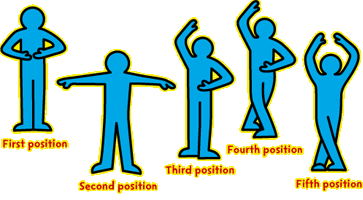 First position
Second position
Third position
Fourth position
Fifth position